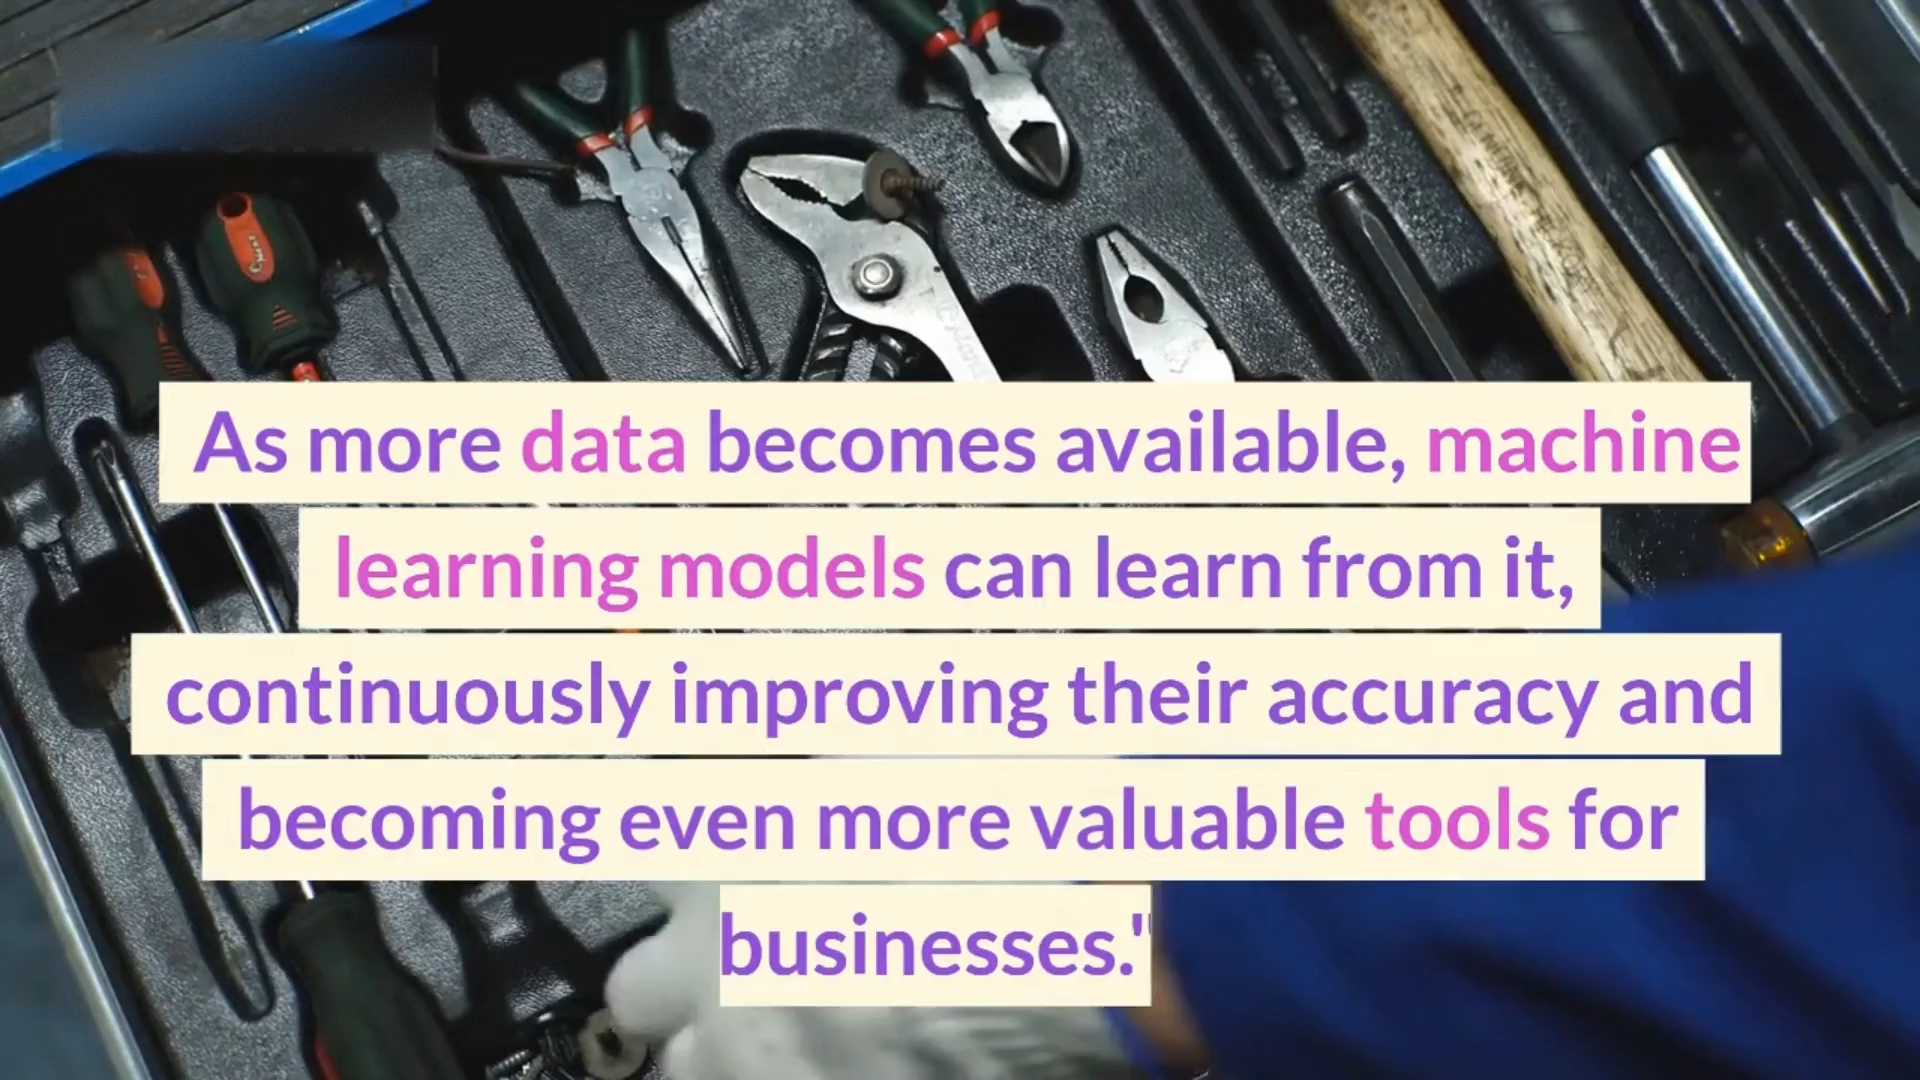 As more data becomes available, machine
learning models can learn from it,
continuously improving their accuracy and
becoming even more valuable tools for
businesses."